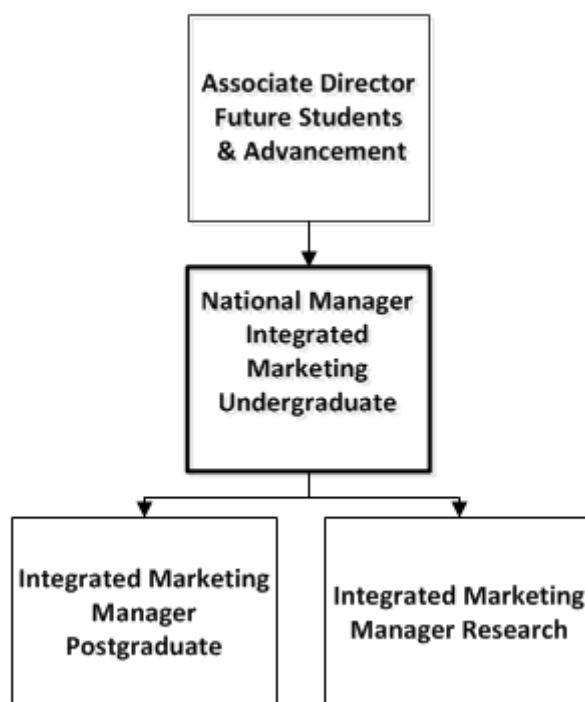 Associate Director
Future Students
& Advancement
National Manager
Integrated
Marketing
Undergraduate
Integrated Marketing
Manager
Postgraduate
Integrated Marketing
Manager Research